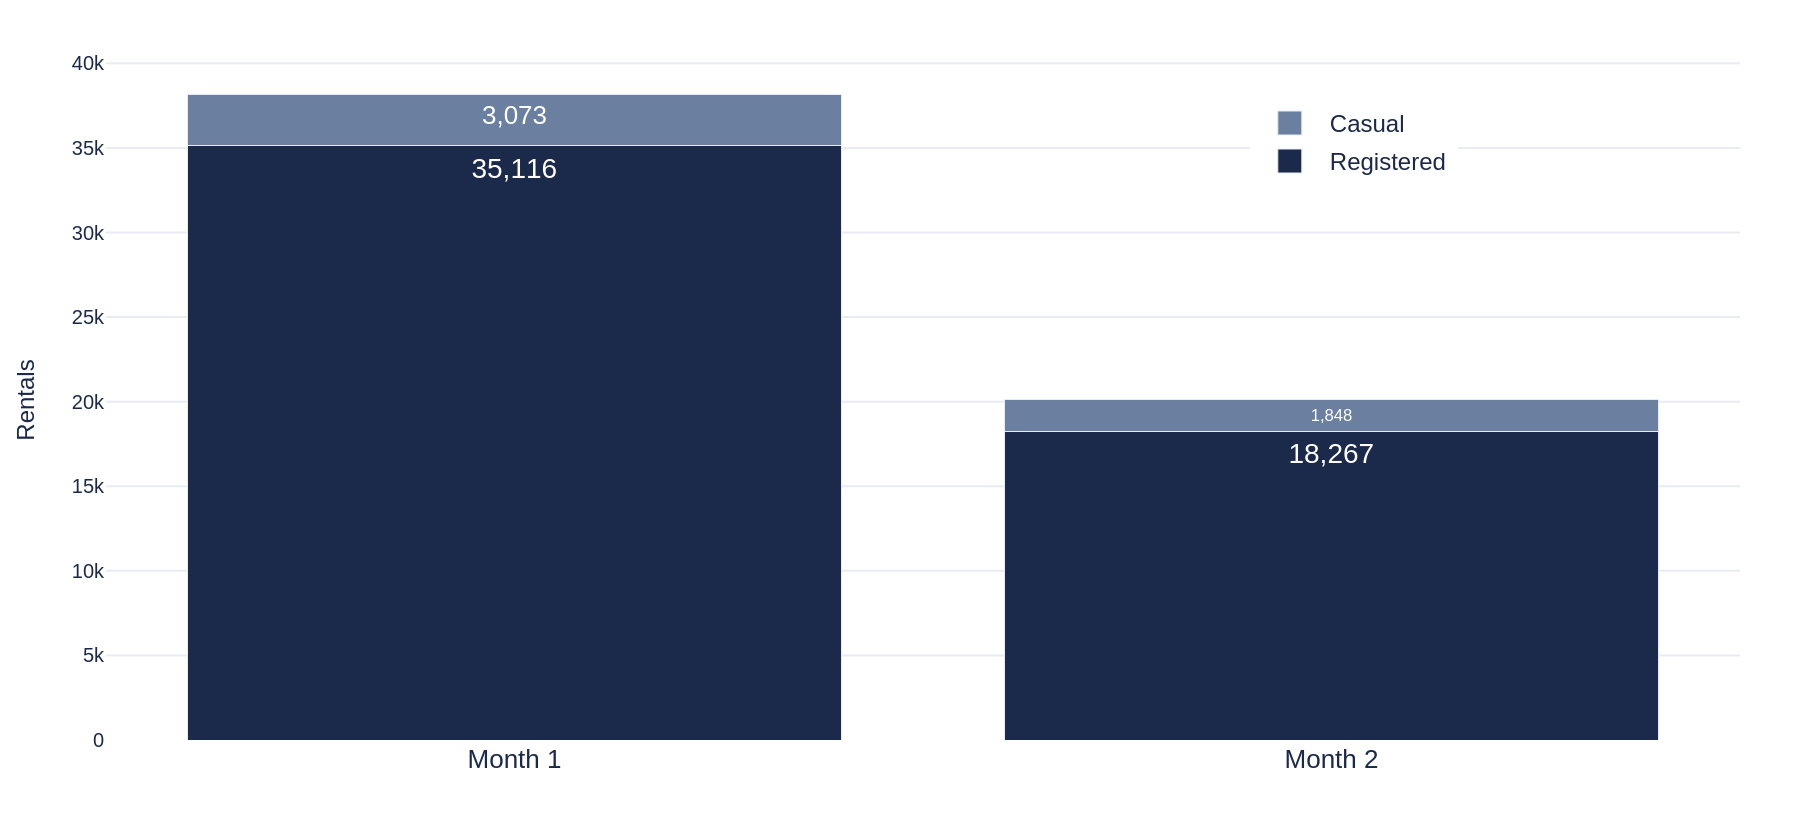 40k
35k
30k
25k
20k
15k
10k
5k
0
Rentals
3,073
35,116
1,848
18,267
Casual
Registered
Month 1
Month 2